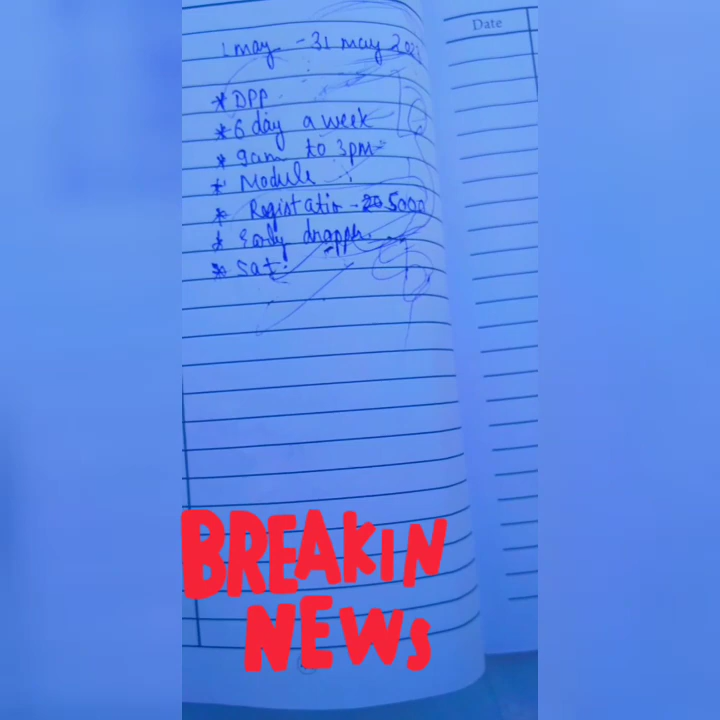 1 may - 31 may
Date
* DPP
* 6 day a week
* 9am to 3pm
* Module
* Registration - 5000
* Early
* Sat.
BREAKIN
NEWS